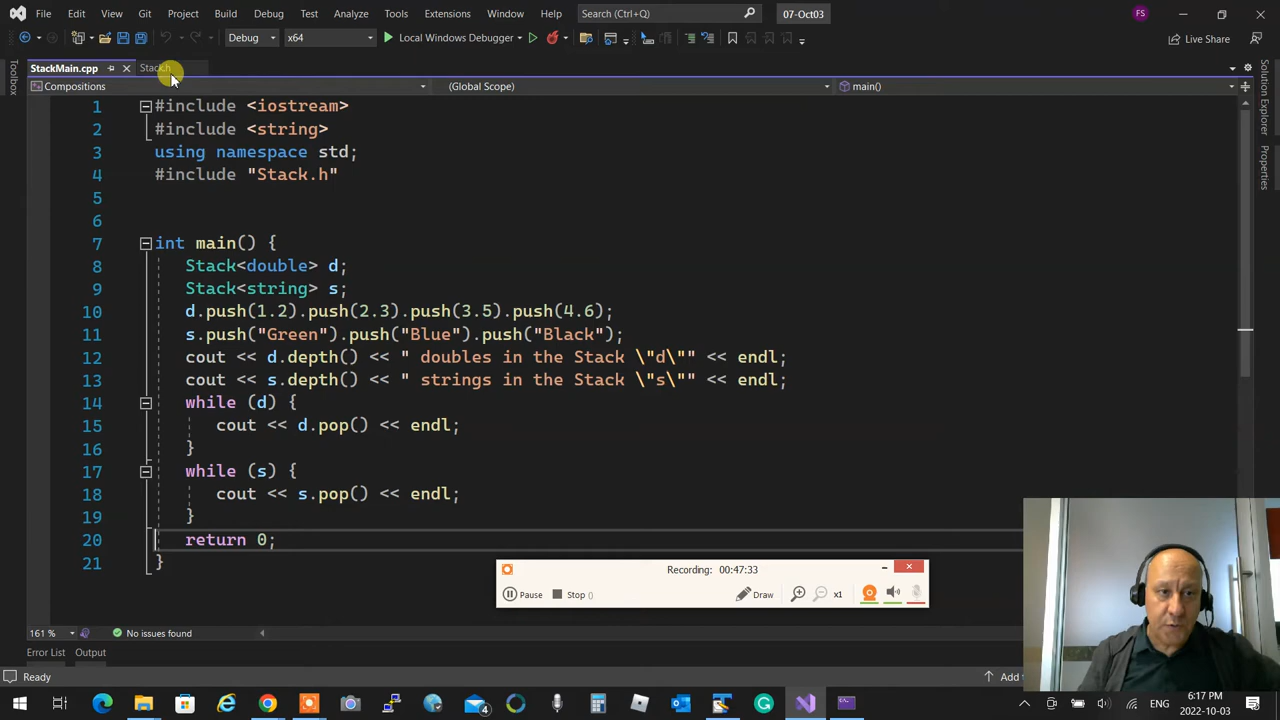 File Edit View Git Project Build Debug Test Analyze Tools Extensions Window Help Search (Ctrl+Q) 07-Oct03 FS
Debug x64 Local Windows Debugger Live Share
StackMain.cpp Stack.h
Compositions (Global Scope) main()
Toolbox
Solution Explorer
Properties
1 #include <iostream>
2 #include <string>
3 using namespace std;
4 #include "Stack.h"
5
6
7 int main() {
8 Stack<double> d;
9 Stack<string> s;
10 d.push(1.2).push(2.3).push(3.5).push(4.6);
11 s.push("Green").push("Blue").push("Black");
12 cout << d.depth() << " doubles in the Stack \"d\"" << endl;
13 cout << s.depth() << " strings in the Stack \"s\"" << endl;
14 while (d) {
15 cout << d.pop() << endl;
16 }
17 while (s) {
18 cout << s.pop() << endl;
19 }
20 return 0;
21 }
Recording: 00:47:33
Pause Stop () Draw x1
161 % No issues found
Error List Output
Ready Add
4 ENG 6:17 PM
2022-10-03